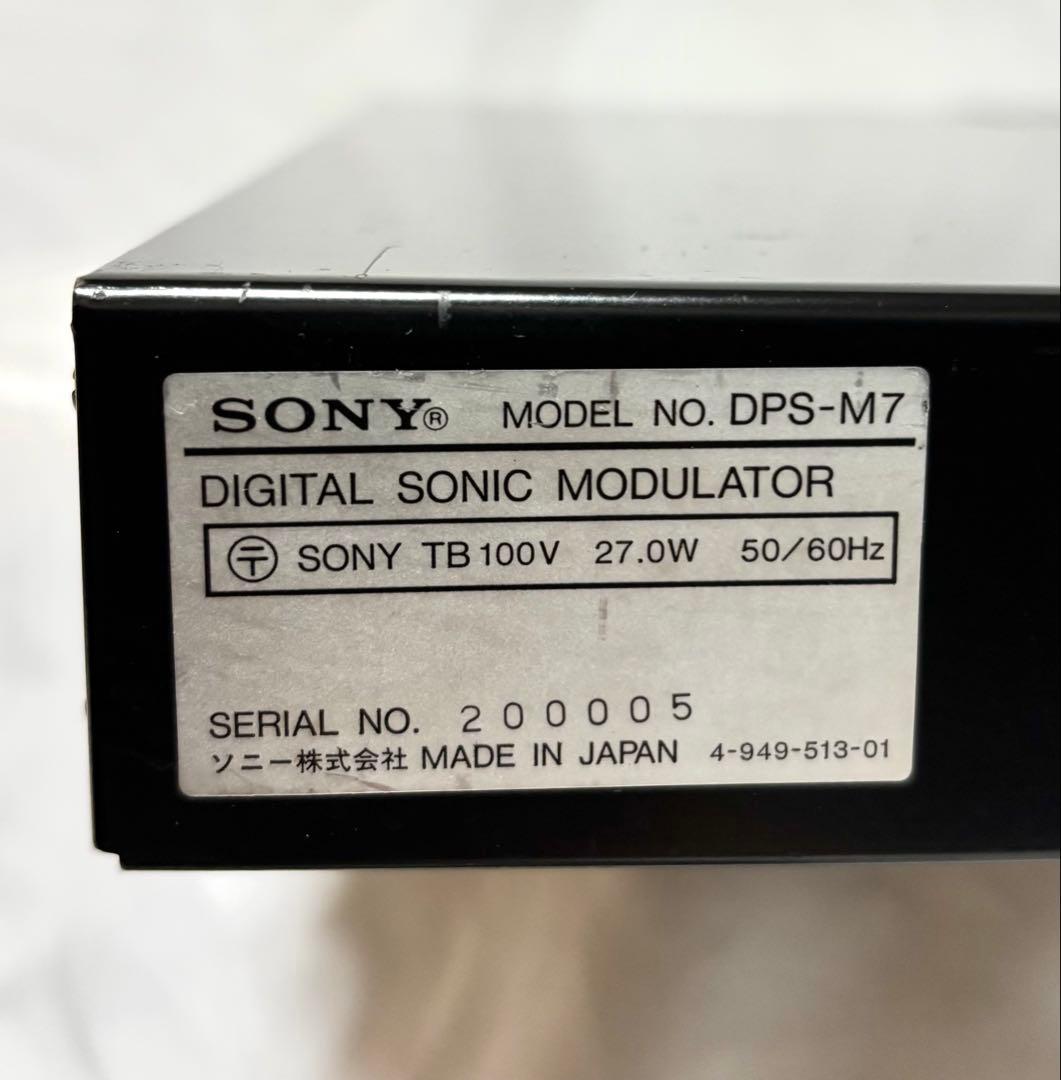 SONY® MODEL NO. DPS-M7
DIGITAL SONIC MODULATOR
〒 SONY TB 100V 27.0W 50/60Hz
SERIAL NO. 200005
ソニー株式会社 MADE IN JAPAN 4-949-513-01